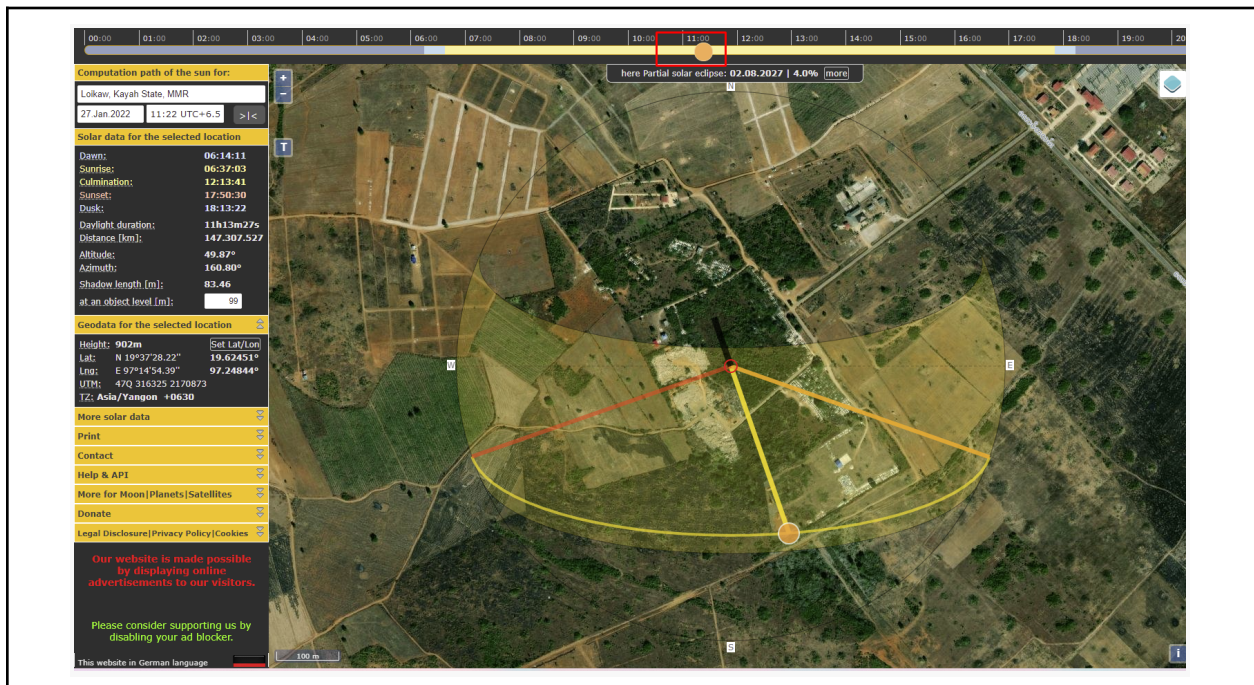 00:00 01:00 02:00 03:00 04:00 05:00 06:00 07:00 08:00 09:00 10:00 11:00 12:00 13:00 14:00 15:00 16:00 17:00 18:00 19:00 20
Computation path of the sun for:
Loikaw, Kayah State, MMR
27.Jan.2022 11:22 UTC+6.5 >|<
Solar data for the selected location
Dawn: 06:14:11
Sunrise: 06:37:03
Culmination: 12:13:41
Sunset: 17:50:30
Dusk: 18:13:22
Daylight duration: 11h13m27s
Distance [km]: 147.307.527
Altitude: 49.87°
Azimuth: 160.80°
Shadow length [m]: 83.46
at an object level [m]: 99
Geodata for the selected location
Height: 902m Set Lat/Lon
Lat: N 19°37'28.22" 19.62451°
Lng: E 97°14'54.39" 97.24844°
UTM: 47Q 316325 2170873
TZ: Asia/Yangon +0630
More solar data
Print
Contact
Help & API
More for Moon|Planets|Satellites
Donate
Legal Disclosure|Privacy Policy|Cookies
Our website is made possible
by displaying online
advertisements to our visitors.
Please consider supporting us by
disabling your ad blocker.
This website in German language
+
−
T
here Partial solar eclipse: 02.08.2027 | 4.0% more
N
W
E
S
100 m
i